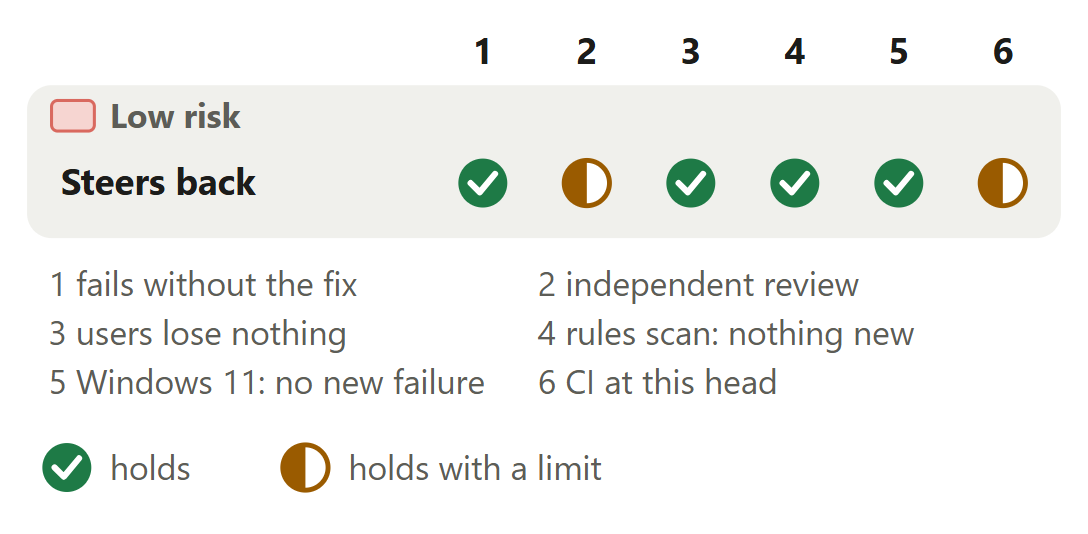 1 2 3 4 5 6
Low risk
Steers back
1 fails without the fix 2 independent review
3 users lose nothing 4 rules scan: nothing new
5 Windows 11: no new failure 6 CI at this head
holds holds with a limit